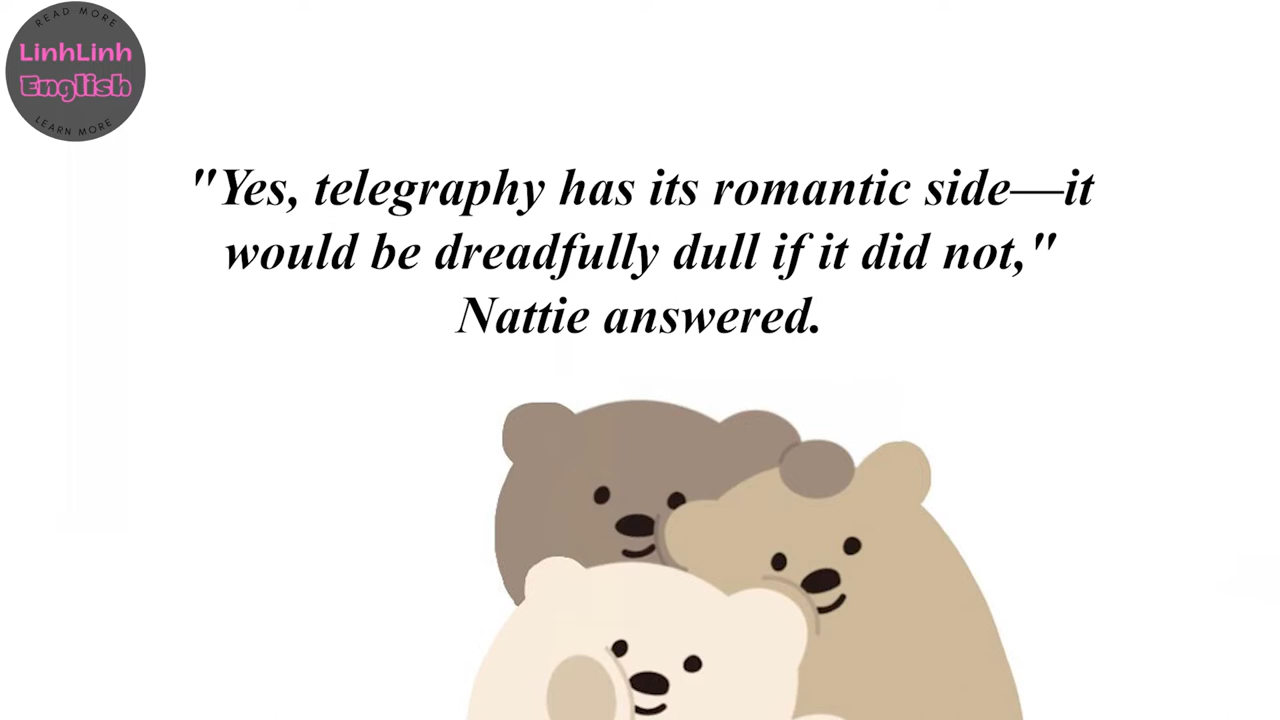 READ MORE
LinhLinh
English
LEARN MORE
"Yes, telegraphy has its romantic side—it
would be dreadfully dull if it did not,"
Nattie answered.